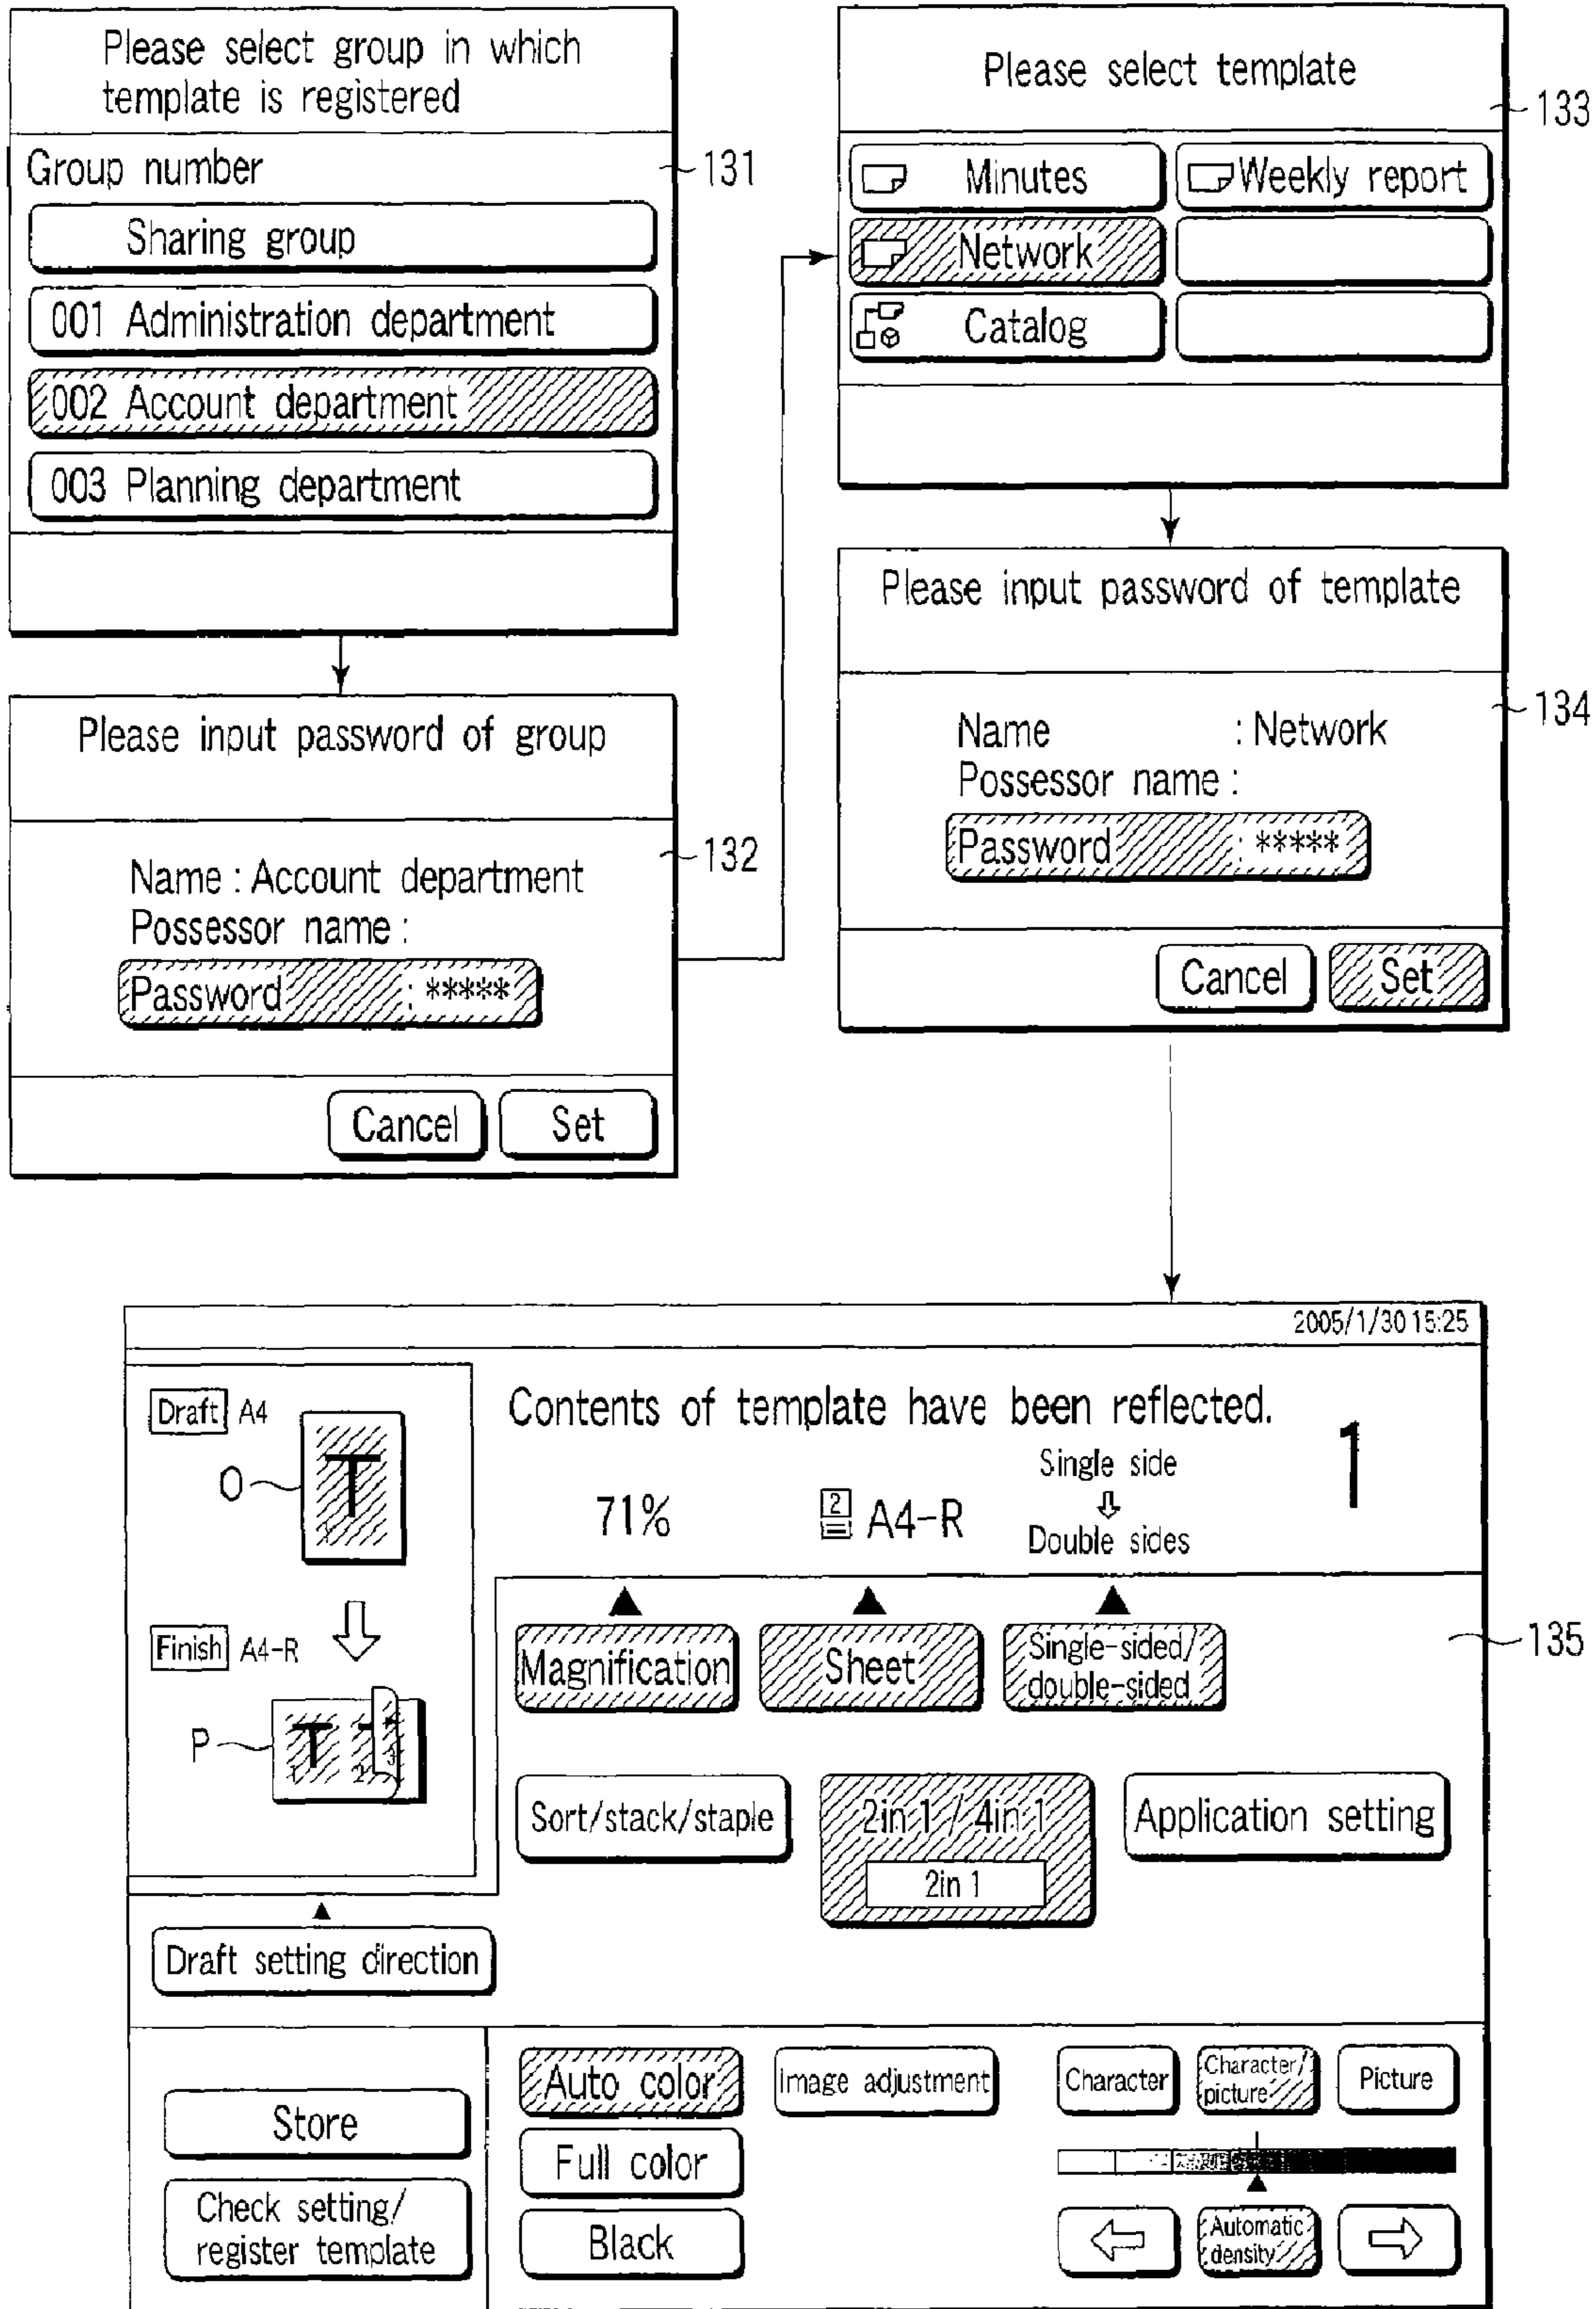 Please select group in which
template is registered
Group number
131
Sharing group
001 Administration department
002 Account department
003 Planning department
Please input password of group
132
Name : Account department
Possessor name :
Password : *****
Cancel
Set
Please select template
133
Minutes
Weekly report
Network
Catalog
Please input password of template
134
Name : Network
Possessor name :
Password : *****
Cancel
Set
2005/1/30 15:25
Draft A4
O
T
1
Finish A4-R
P
T
1 2 3
Draft setting direction
Contents of template have been reflected.
1
71%
2 A4-R
Single side
Double sides
Magnification
Sheet
Single-sided/
double-sided
135
Sort/stack/staple
2in 1 / 4in 1
2in 1
Application setting
Store
Check setting/
register template
Auto color
Full color
Black
Image adjustment
Character
Character/
picture
Picture
Automatic
density